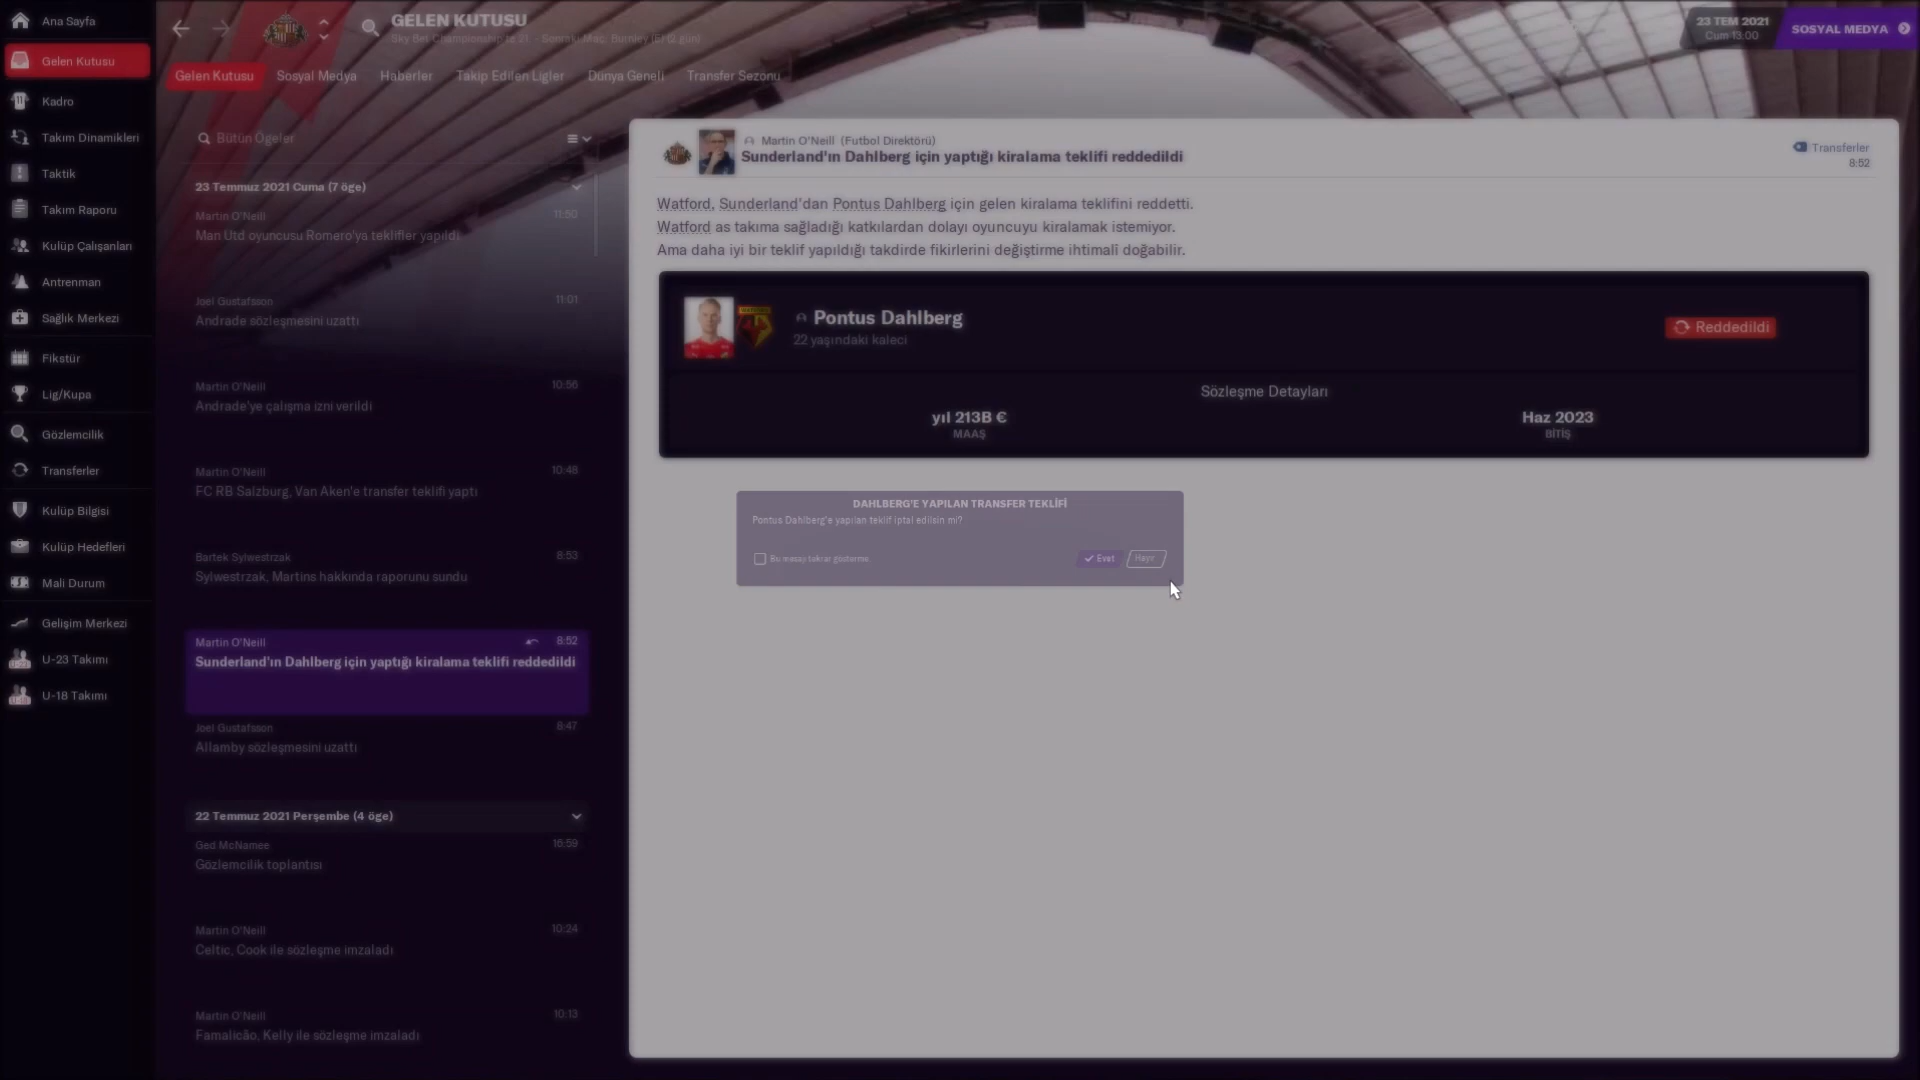 Ana Sayfa
Gelen Kutusu
Kadro
Takım Dinamikleri
Taktik
Takım Raporu
Kulüp Çalışanları
Antrenman
Sağlık Merkezi
Fikstür
Lig/Kupa
Gözlemcilik
Transferler
Kulüp Bilgisi
Kulüp Hedefleri
Mali Durum
Gelişim Merkezi
U-23 Takımı
U-18 Takımı
GELEN KUTUSU
Sky Bet Championship'te 21. - Sonraki Maç: Burnley (E)
23 TEM 2021
Cum 13:00
SOSYAL MEDYA
Gelen Kutusu Sosyal Medya Haberler Takip Edilen Ligler Dünya Geneli Transfer Sezonu
Bütün Ögeler
23 Temmuz 2021 Cuma (7 öge)
Martin O'Neill 11:50
Man Utd oyuncusu Romero'ya teklifler yapıldı
Joel Gustafsson 11:01
Andrade sözleşmesini uzattı
Martin O'Neill 10:56
Andrade'ye çalışma izni verildi
Martin O'Neill 10:48
FC RB Salzburg, Van Aken'e transfer teklifi yaptı
Bartek Sylwestrzak 8:53
Sylwestrzak, Martins hakkında raporunu sundu
Martin O'Neill 8:52
Sunderland'ın Dahlberg için yaptığı kiralama teklifi reddedildi
Joel Gustafsson 8:47
Allamby sözleşmesini uzattı
22 Temmuz 2021 Perşembe (4 öge)
Ged McNamee 16:59
Gözlemcilik toplantısı
Martin O'Neill 10:24
Celtic, Cook ile sözleşme imzaladı
Martin O'Neill 10:13
Famalicão, Kelly ile sözleşme imzaladı
Martin O'Neill (Futbol Direktörü)
Sunderland'ın Dahlberg için yaptığı kiralama teklifi reddedildi
Transferler
8:52
Watford, Sunderland'dan Pontus Dahlberg için gelen kiralama teklifini reddetti.
Watford as takıma sağladığı katkılardan dolayı oyuncuyu kiralamak istemiyor.
Ama daha iyi bir teklif yapıldığı takdirde fikirlerini değiştirme ihtimali doğabilir.
Pontus Dahlberg
22 yaşındaki kaleci
Reddedildi
Sözleşme Detayları
yıl 213B €
MAAŞ
Haz 2023
BİTİŞ
DAHLBERG'E YAPILAN TRANSFER TEKLİFİ
Pontus Dahlberg'e yapılan teklif iptal edilsin mi?
Bu mesajı tekrar gösterme
Evet
Hayır